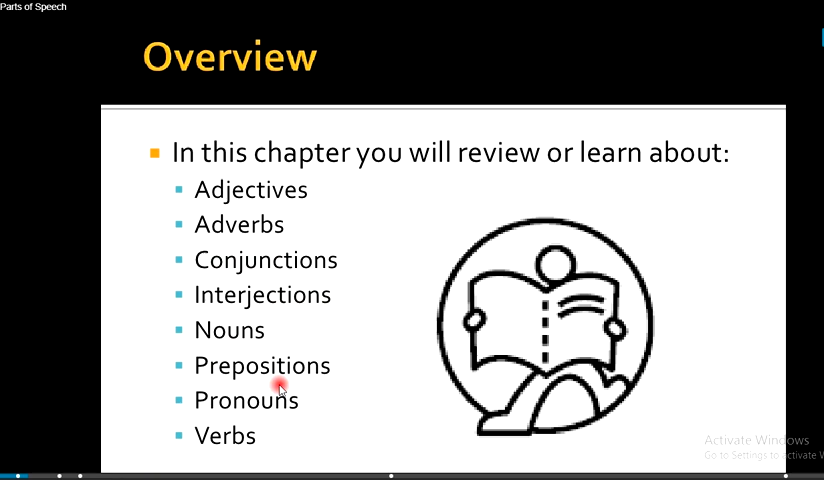 Parts of Speech
Overview
In this chapter you will review or learn about:
Adjectives
Adverbs
Conjunctions
Interjections
Nouns
Prepositions
Pronouns
Verbs
Activate Windows
Go to Settings to activate W